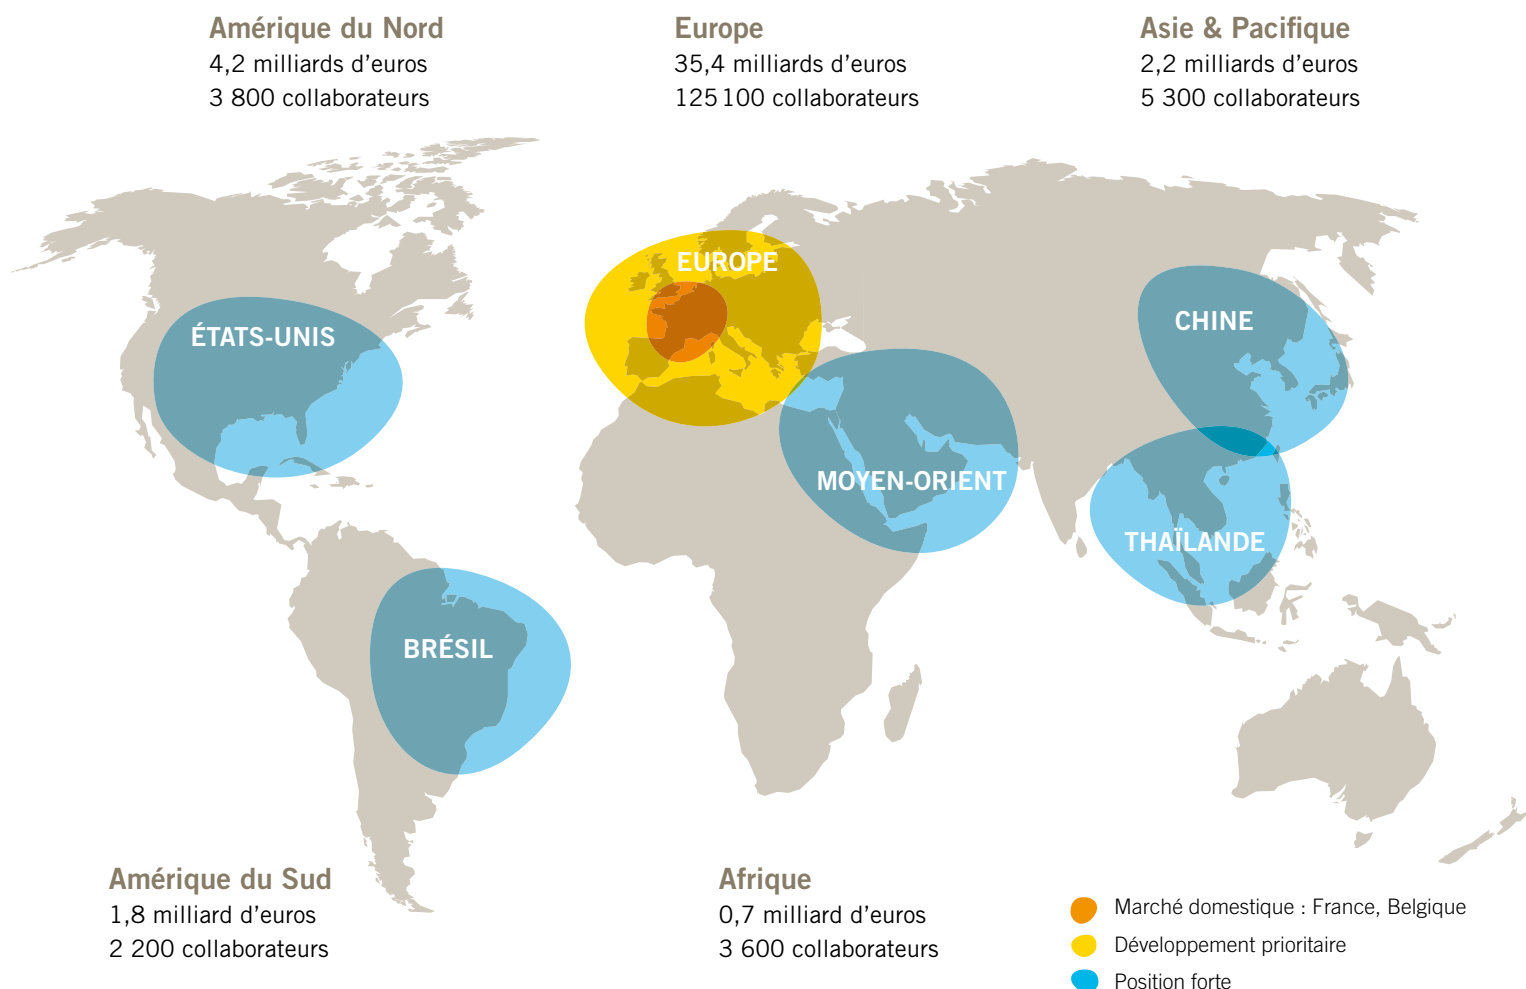 Amérique du Nord
4,2 milliards d’euros
3 800 collaborateurs
Europe
35,4 milliards d’euros
125 100 collaborateurs
Asie & Pacifique
2,2 milliards d’euros
5 300 collaborateurs
EUROPE
ÉTATS-UNIS
CHINE
MOYEN-ORIENT
THAÏLANDE
BRÉSIL
Amérique du Sud
1,8 milliard d’euros
2 200 collaborateurs
Afrique
0,7 milliard d’euros
3 600 collaborateurs
Marché domestique : France, Belgique
Développement prioritaire
Position forte